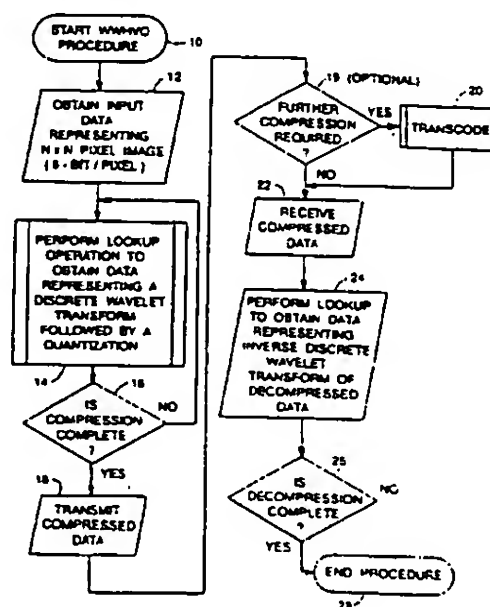 START WWHVQ
PROCEDURE
10
12
OBTAIN INPUT
DATA
REPRESENTING
N x N PIXEL IMAGE
(8 - BIT / PIXEL)
PERFORM LOOKUP
OPERATION TO
OBTAIN DATA
REPRESENTING A
DISCRETE WAVELET
TRANSFORM
FOLLOWED BY A
QUANTIZATION
14
16
IS
COMPRESSION
COMPLETE
?
NO
YES
18
TRANSMIT
COMPRESSED
DATA
19 (OPTIONAL)
FURTHER
COMPRESSION
REQUIRED
?
YES
NO
20
TRANSCODE
22
RECEIVE
COMPRESSED
DATA
24
PERFORM LOOKUP
TO OBTAIN DATA
REPRESENTING
INVERSE DISCRETE
WAVELET
TRANSFORM OF
DECOMPRESSED
DATA
25
IS
DECOMPRESSION
COMPLETE
?
NO
YES
END PROCEDURE